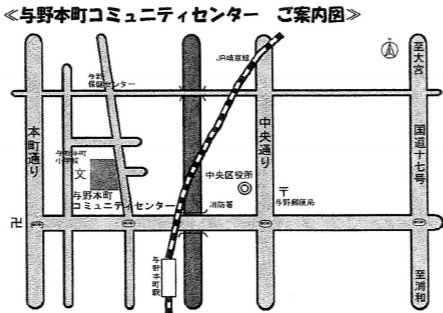 ≪与野本町コミュニティセンター ご案内図≫
JR埼京線
至大宮
与野
保健センター
本町通り
中央通り
国道十七号
与野本町
小学校
文
中央区役所
与野本町
コミュニティセンター
消防署
〒
与野郵便局
卍
与野本町駅
至浦和